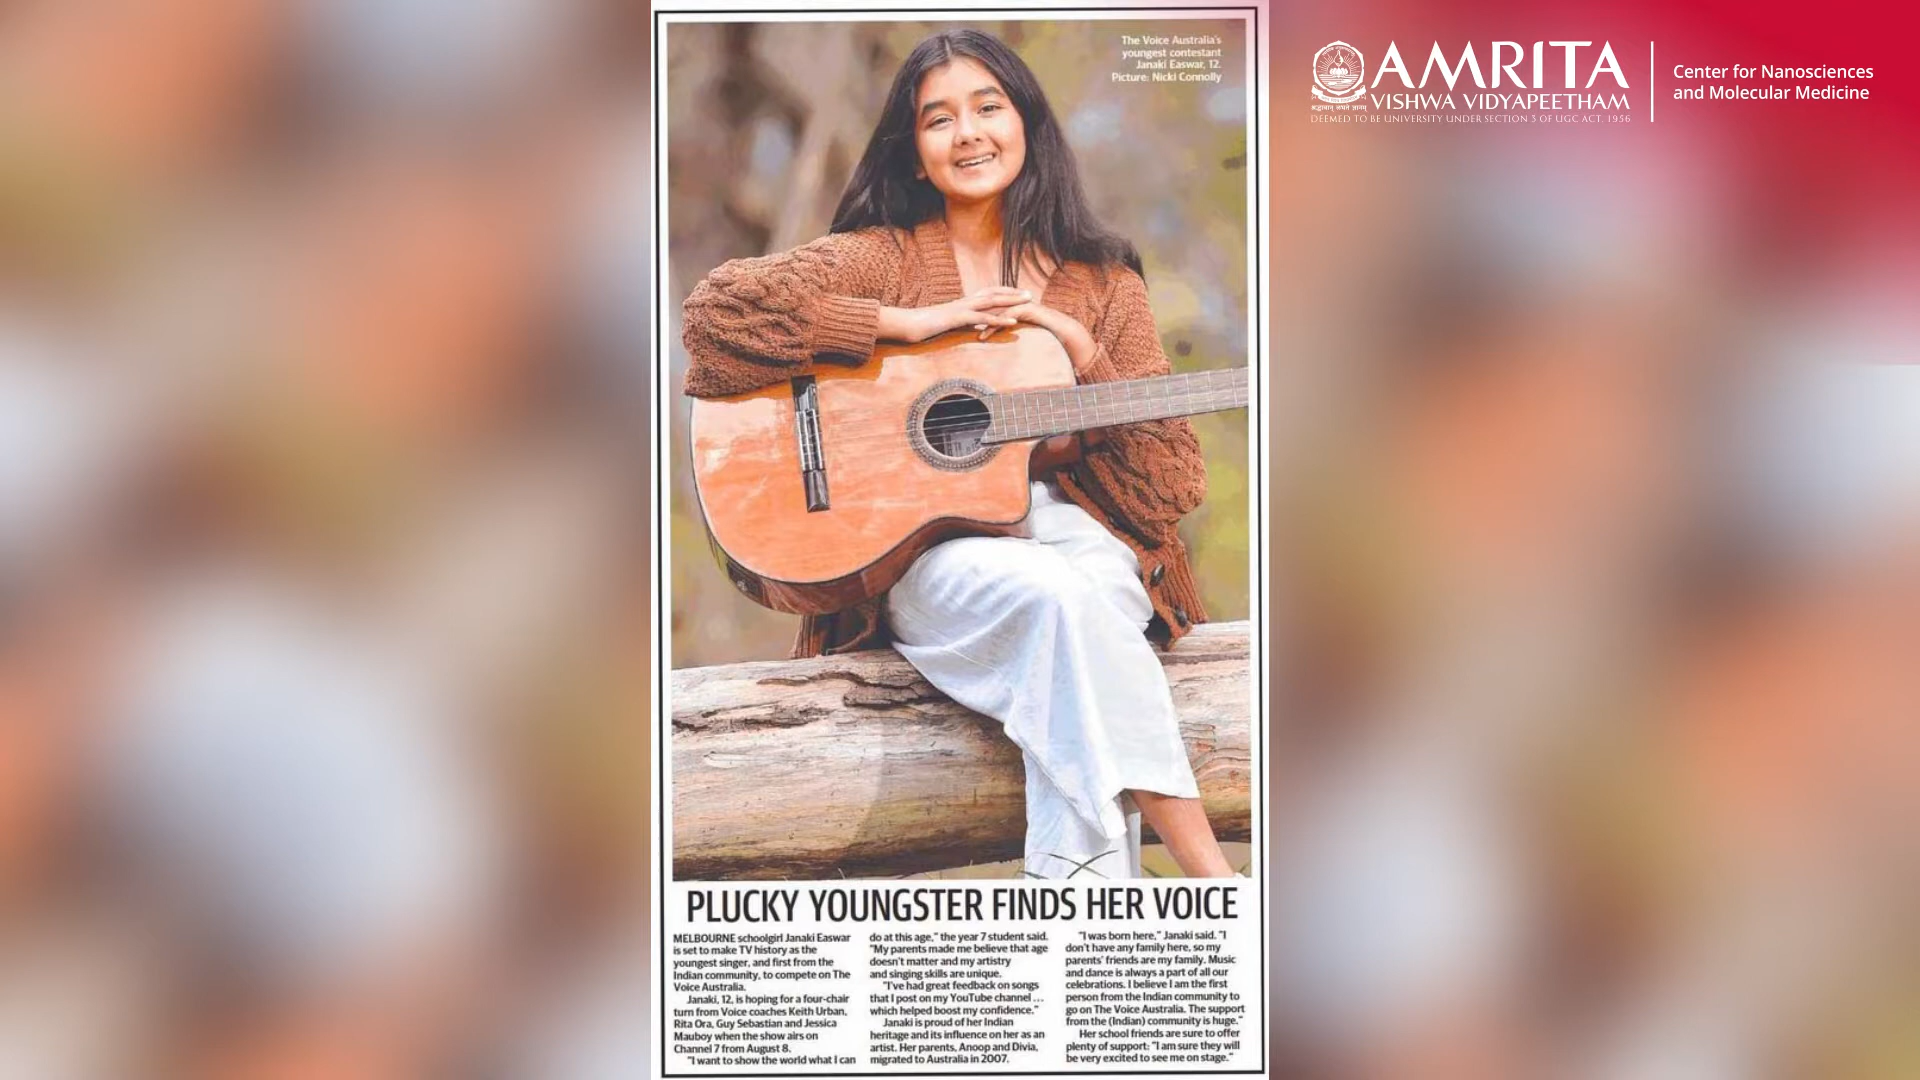 The Voice Australia's
youngest contestant
Janaki Easwar, 12.
Picture: Nicki Connolly
AMRITA
VISHWA VIDYAPEETHAM
DEEMED TO BE UNIVERSITY UNDER SECTION 3 OF UGC ACT, 1956
Center for Nanosciences
and Molecular Medicine
PLUCKY YOUNGSTER FINDS HER VOICE
MELBOURNE schoolgirl Janaki Easwar
is set to make TV history as the
youngest singer, and first from the
Indian community, to compete on The
Voice Australia.
Janaki, 12, is hoping for a four-chair
turn from Voice coaches Keith Urban,
Rita Ora, Guy Sebastian and Jessica
Mauboy when the show airs on
Channel 7 from August 8.
"I want to show the world what I can
do at this age," the year 7 student said.
"My parents made me believe that age
doesn't matter and my artistry
and singing skills are unique.
"I've had great feedback on songs
that I post on my YouTube channel ...
which helped boost my confidence."
Janaki is proud of her Indian
heritage and its influence on her as an
artist. Her parents, Anoop and Divia,
migrated to Australia in 2007.
"I was born here," Janaki said. "I
don't have any family here, so my
parents' friends are my family. Music
and dance is always a part of all our
celebrations. I believe I am the first
person from the Indian community to
go on The Voice Australia. The support
from the (Indian) community is huge."
Her school friends are sure to offer
plenty of support: "I am sure they will
be very excited to see me on stage."